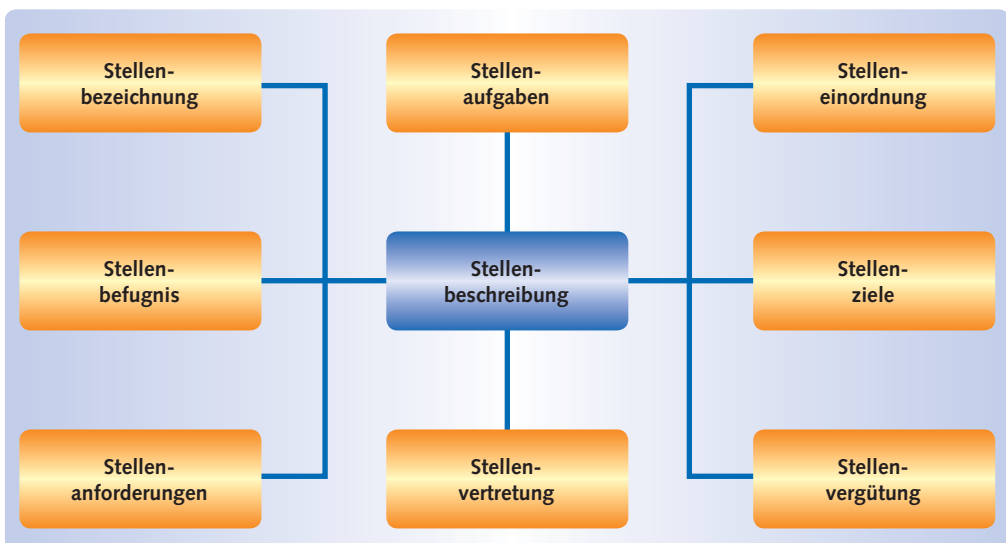 Stellen-
bezeichnung
Stellen-
aufgaben
Stellen-
einordnung
Stellen-
befugnis
Stellen-
beschreibung
Stellen-
ziele
Stellen-
anforderungen
Stellen-
vertretung
Stellen-
vergütung